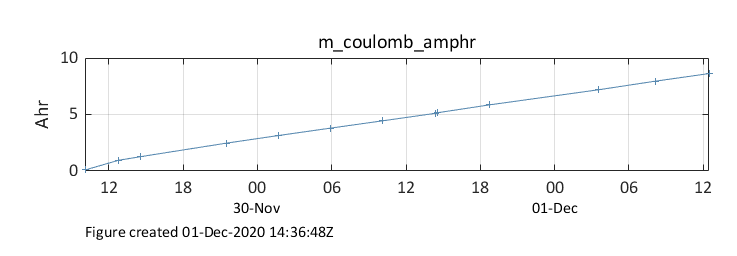 m_coulomb_amphr
10
5
0
Ahr
12 18 00 06 12 18 00 06 12
30-Nov 01-Dec
Figure created 01-Dec-2020 14:36:48Z